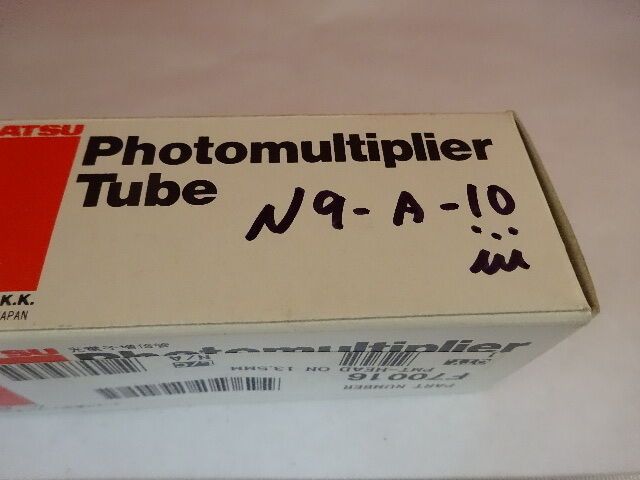 ATSU
Photomultiplier
Tube
N9-A-10
K.K.
JAPAN
Photomultiplier
N/A
PMT-HEAD ON 13.5MM
F70016
PART NUMBER